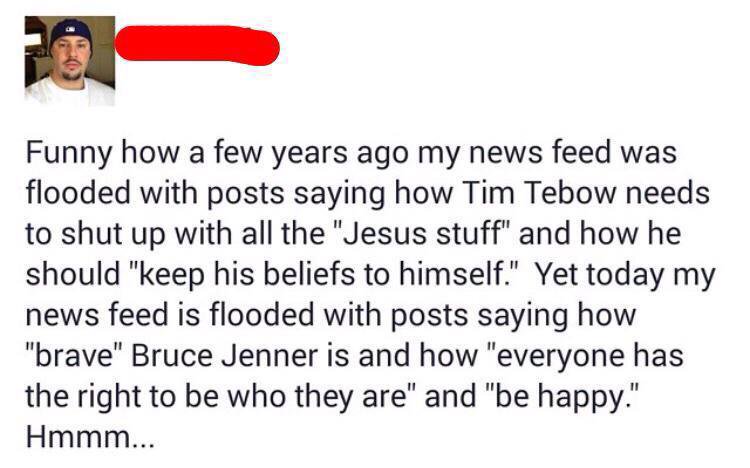 Funny how a few years ago my news feed was
flooded with posts saying how Tim Tebow needs
to shut up with all the "Jesus stuff" and how he
should "keep his beliefs to himself."  Yet today my
news feed is flooded with posts saying how
"brave" Bruce Jenner is and how "everyone has
the right to be who they are" and "be happy."
Hmmm...